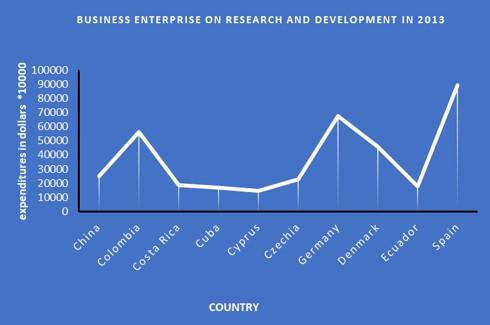 BUSINESS ENTERPRISE ON RESEARCH AND DEVELOPMENT IN 2013
expenditures in dollars *10000
100000
90000
80000
70000
60000
50000
40000
30000
20000
10000
0
China
Colombia
Costa Rica
Cuba
Cyprus
Czechia
Germany
Denmark
Ecuador
Spain
COUNTRY